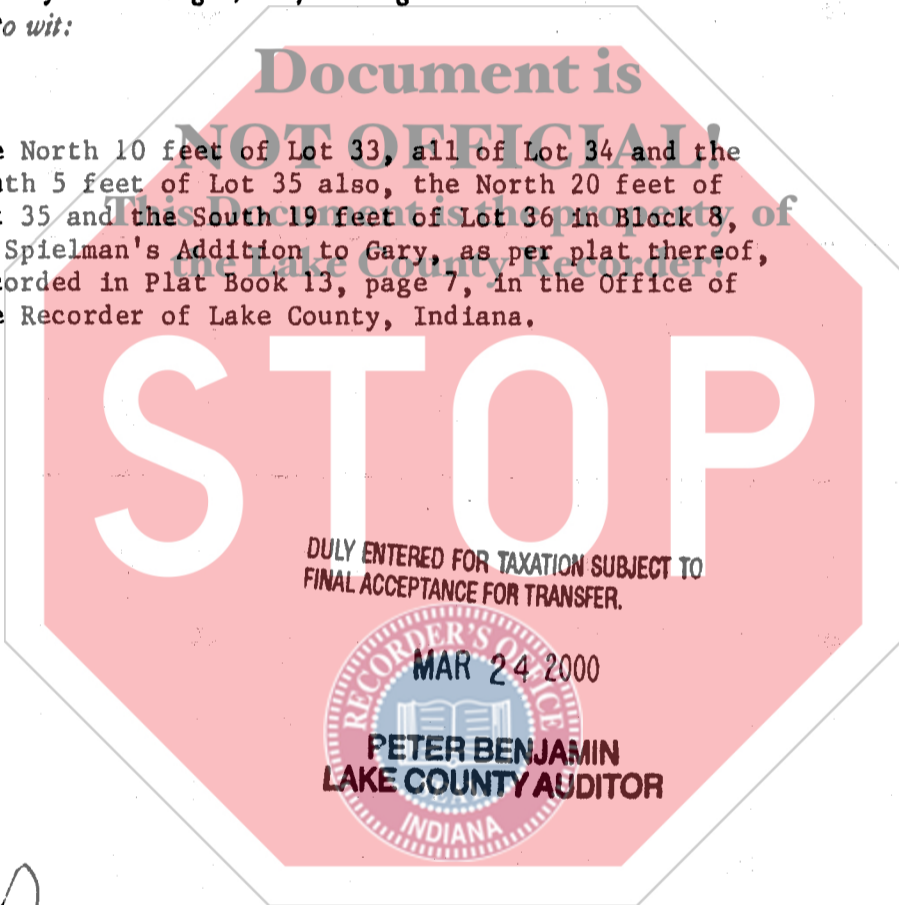 o wit:
Document is
NOT OFFICIAL!
e North 10 feet of Lot 33, all of Lot 34 and the
th 5 feet of Lot 35 also, the North 20 feet of
35 and the South 19 feet of Lot 36 in Block 8,
This Document is the property of
Spielman's Addition to Gary, as per plat thereof,
the Lake County Recorder!
orded in Plat Book 13, page 7, in the Office of
e Recorder of Lake County, Indiana.
STOP
DULY ENTERED FOR TAXATION SUBJECT TO
FINAL ACCEPTANCE FOR TRANSFER.
RECORDER'S OFFICE
MAR 24 2000
PETER BENJAMIN
LAKE COUNTY AUDITOR
INDIANA